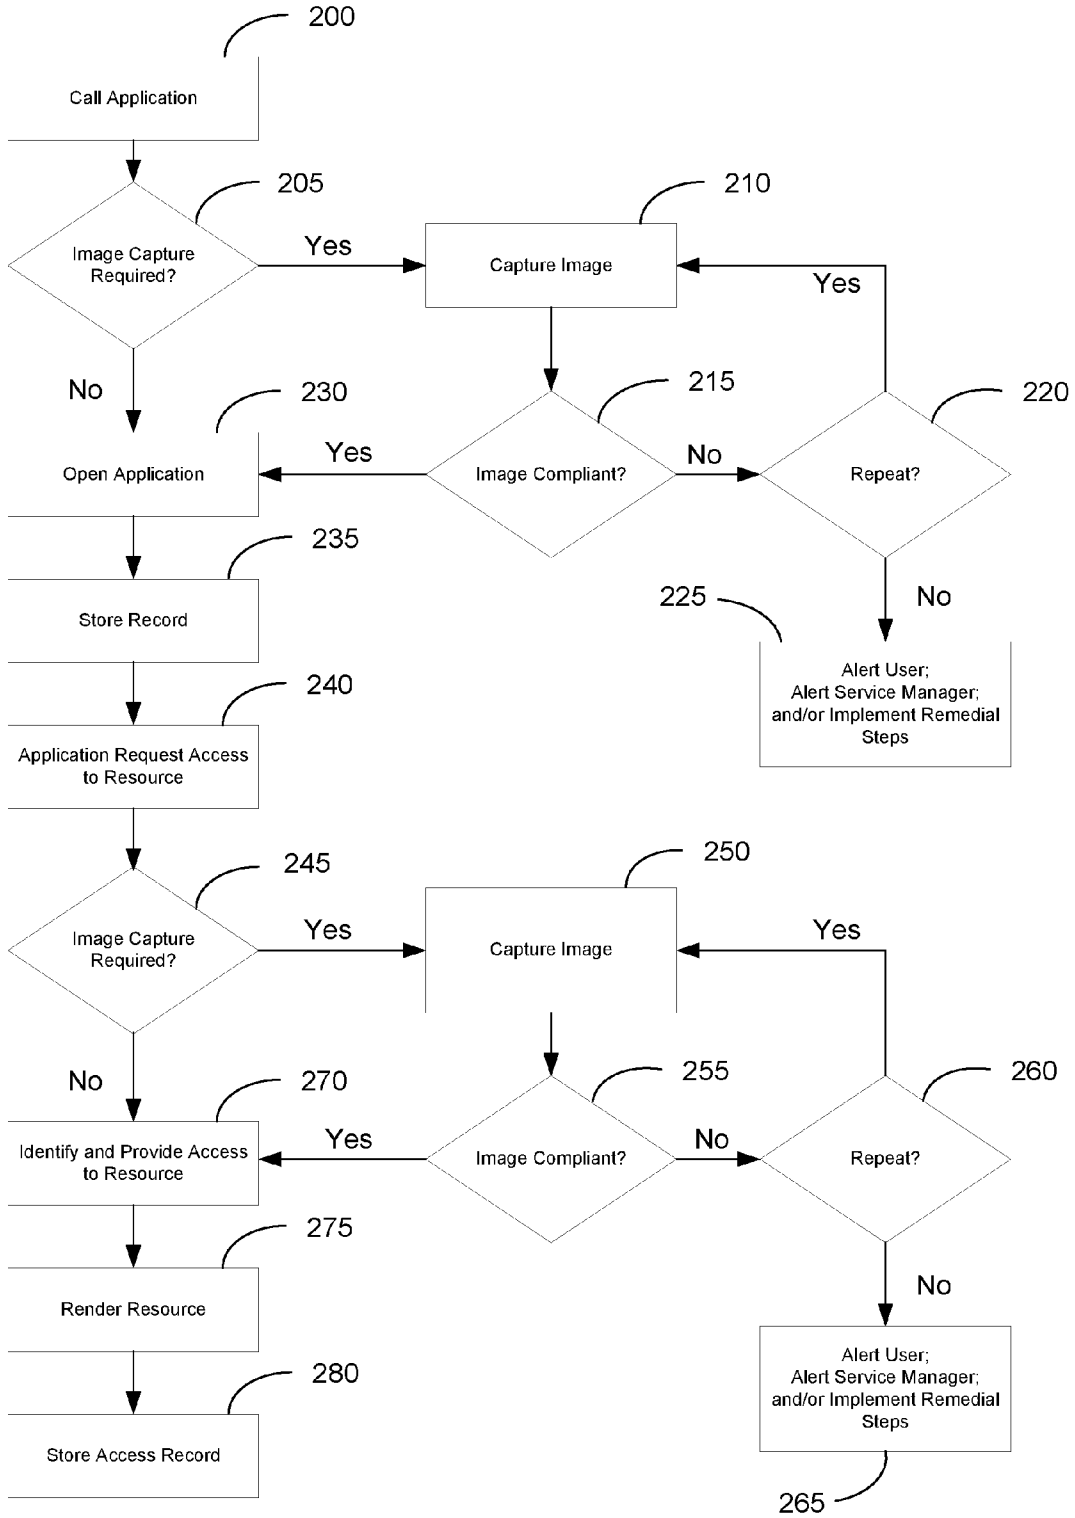 200
Call Application
205
210
Image Capture
Required?
Yes
Capture Image
Yes
No
230
215
220
Open Application
Yes
Image Compliant?
No
Repeat?
235
Store Record
225
No
Alert User;
Alert Service Manager;
and/or Implement Remedial
Steps
240
Application Request Access
to Resource
245
250
Image Capture
Required?
Yes
Capture Image
Yes
No
270
255
260
Identify and Provide Access
to Resource
Yes
Image Compliant?
No
Repeat?
275
Render Resource
No
Alert User;
Alert Service Manager;
and/or Implement Remedial
Steps
280
Store Access Record
265